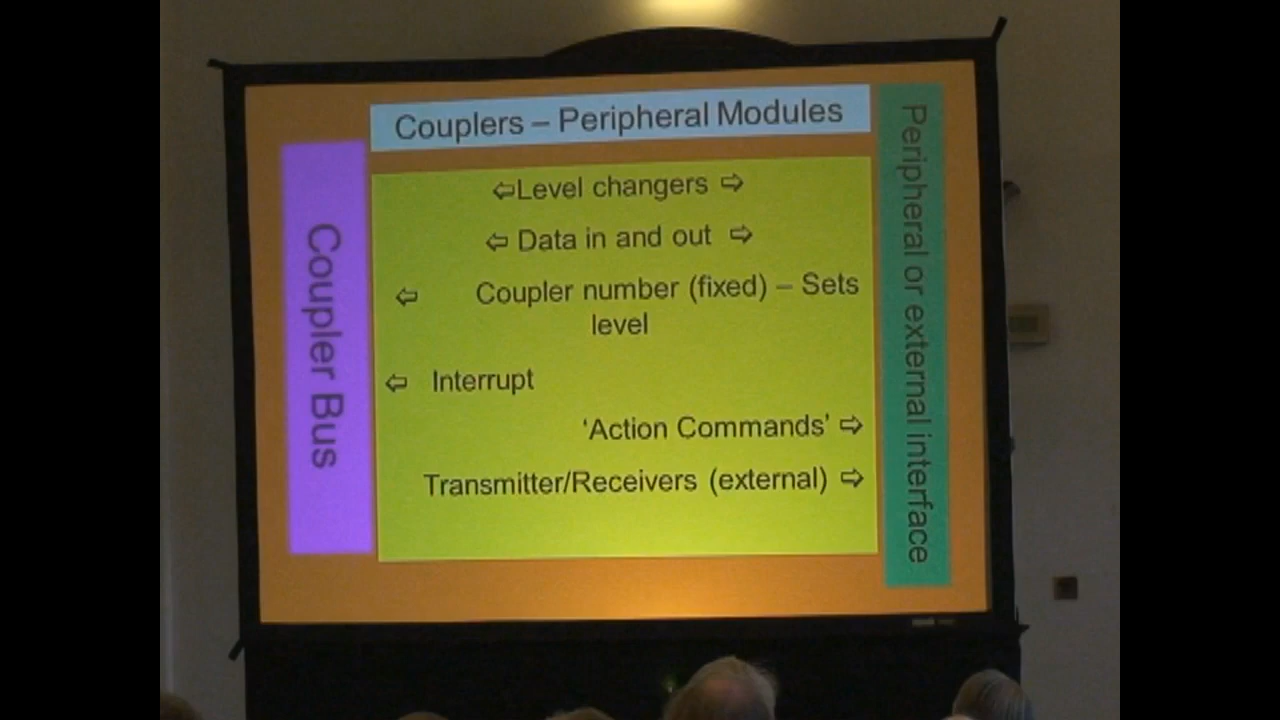 Couplers – Peripheral Modules
Coupler Bus
⇦Level changers ⇨
⇦ Data in and out ⇨
⇦ Coupler number (fixed) – Sets
level
⇦ Interrupt
‘Action Commands’ ⇨
Transmitter/Receivers (external) ⇨
Peripheral or external interface